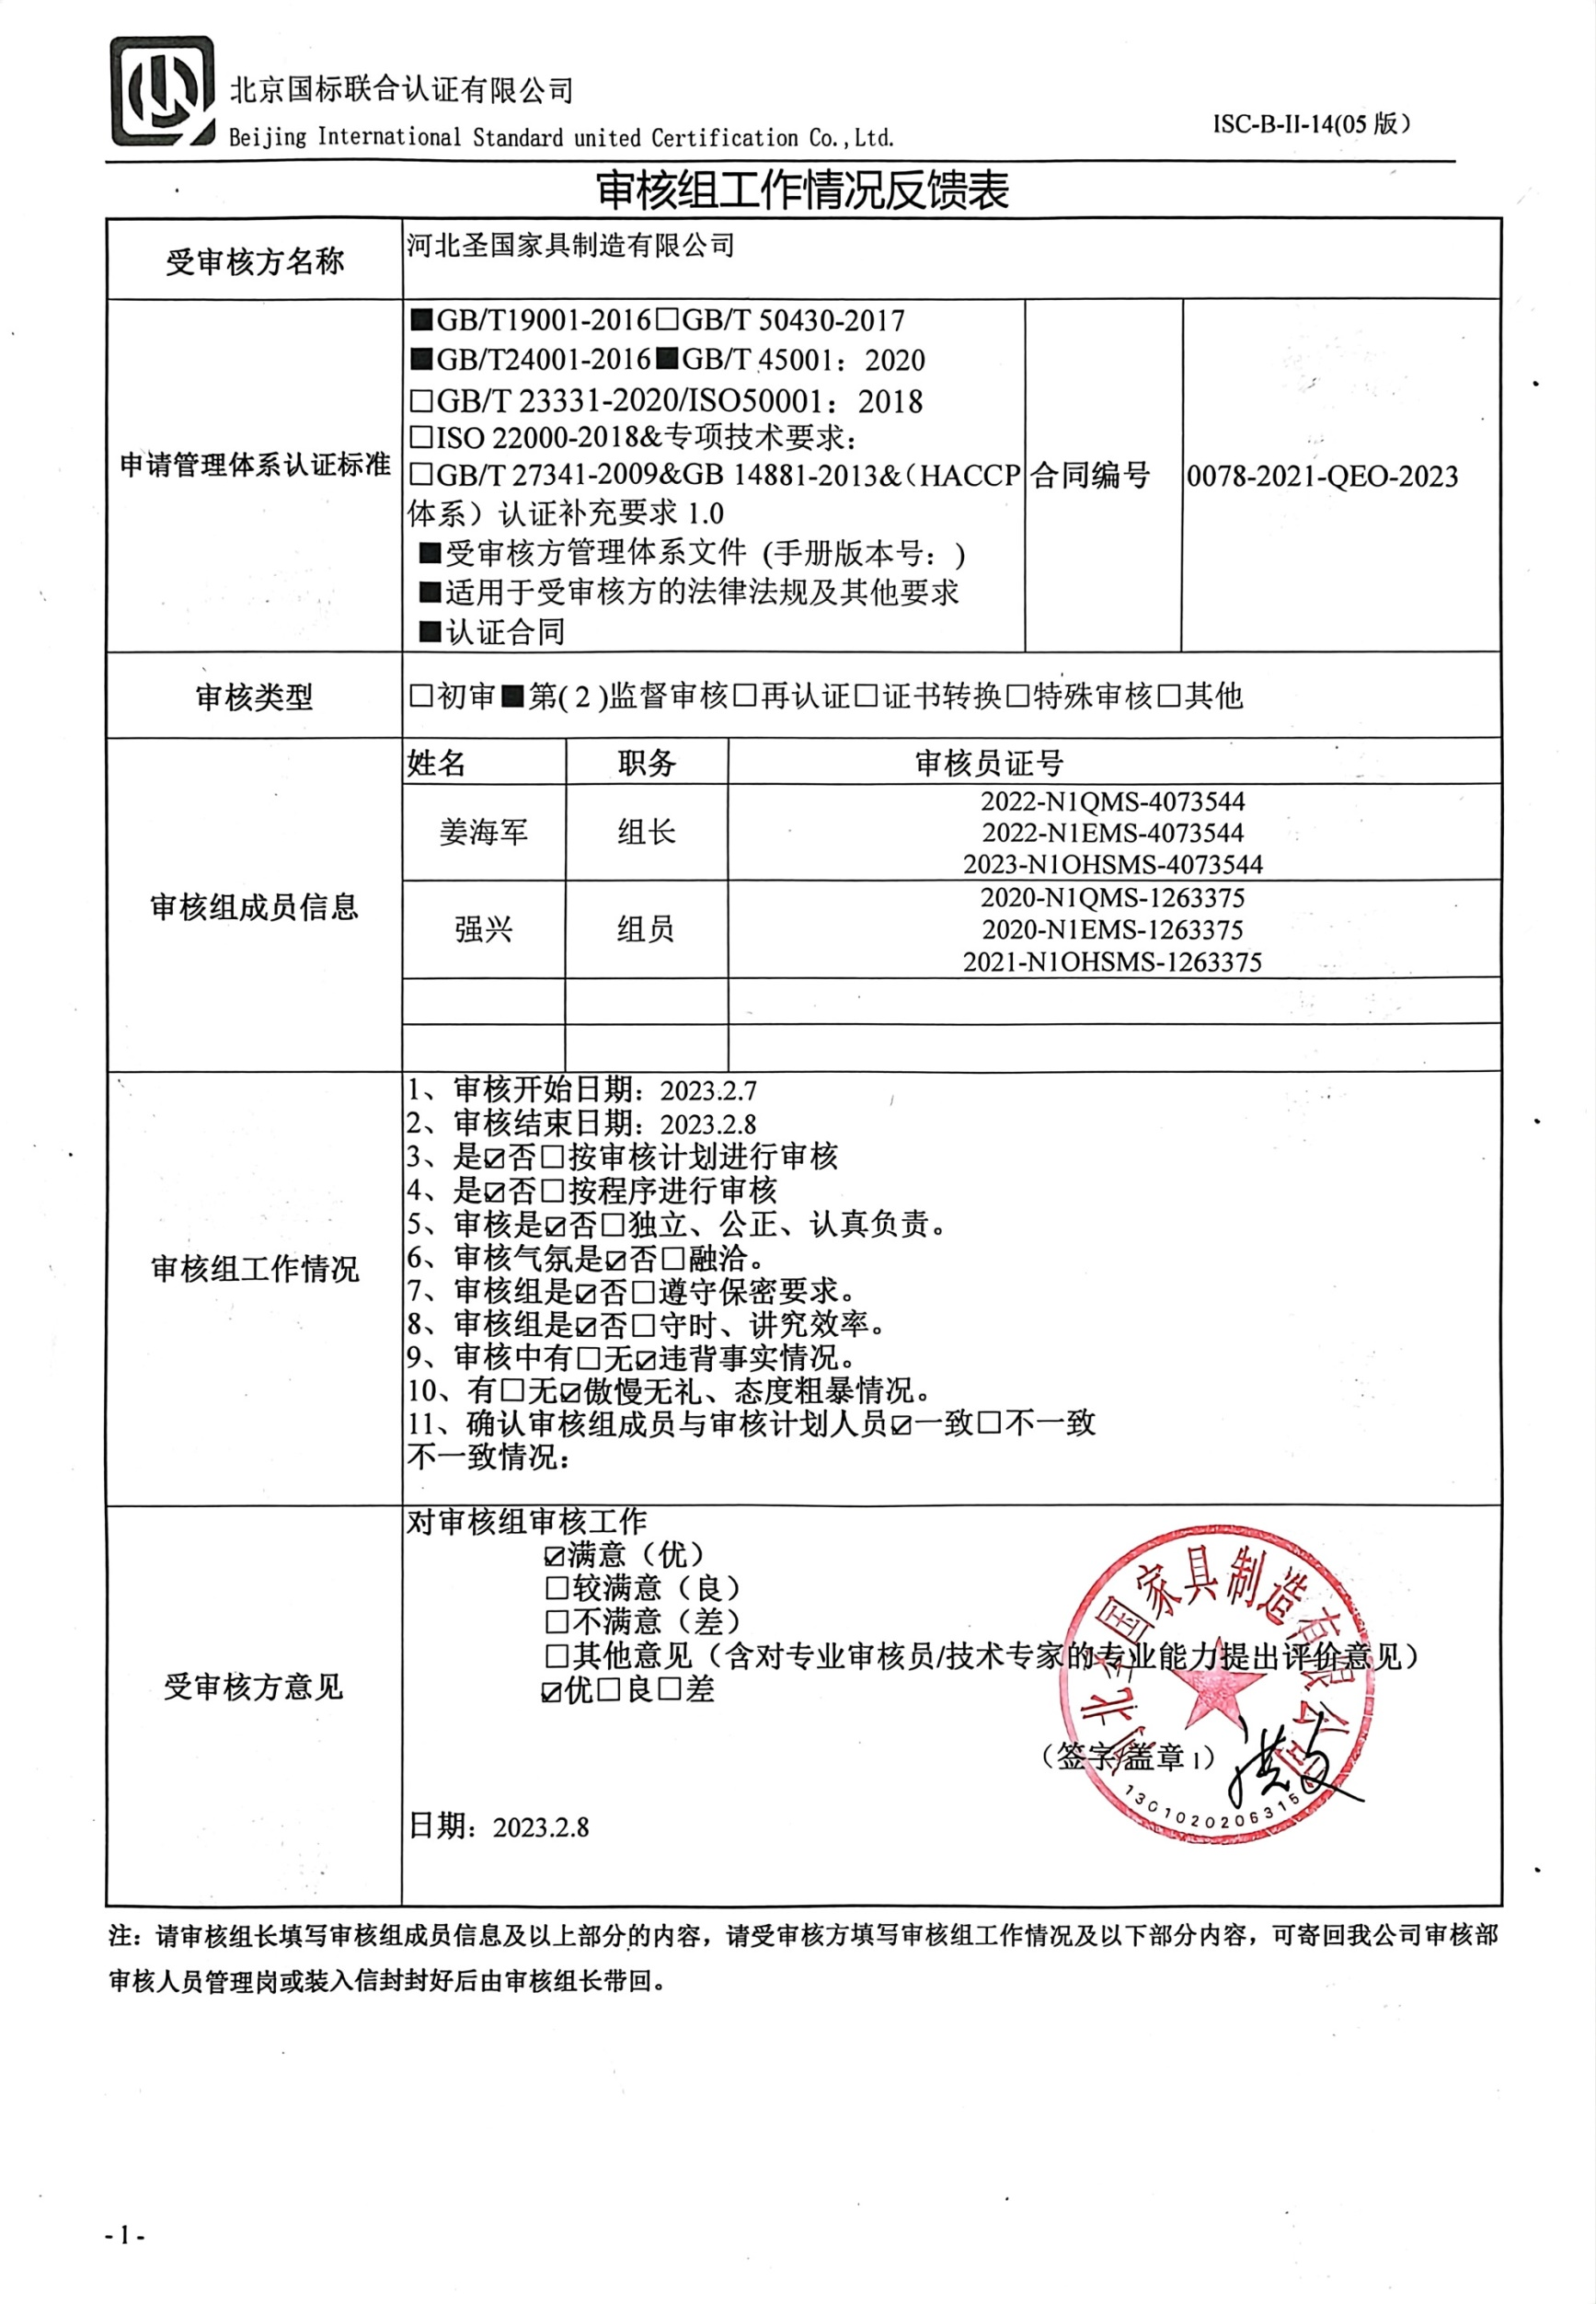 北京国标联合认证有限公司
Beijing International Standard united Certification Co.,Ltd.
ISC-B-II-14(05 版)
审核组工作情况反馈表
受审核方名称
河北圣国家具制造有限公司
申请管理体系认证标准
■GB/T19001-2016□GB/T 50430-2017
■GB/T24001-2016■GB/T 45001：2020
□GB/T 23331-2020/ISO50001：2018
□ISO 22000-2018&专项技术要求：
□GB/T 27341-2009&GB 14881-2013&（HACCP
体系）认证补充要求 1.0
■受审核方管理体系文件 (手册版本号：)
■适用于受审核方的法律法规及其他要求
■认证合同
合同编号
0078-2021-QEO-2023
审核类型
□初审■第( 2 )监督审核□再认证□证书转换□特殊审核□其他
审核组成员信息
姓名 职务 审核员证号
姜海军 组长
2022-N1QMS-4073544
2022-N1EMS-4073544
2023-N1OHSMS-4073544
强兴 组员
2020-N1QMS-1263375
2020-N1EMS-1263375
2021-N1OHSMS-1263375
审核组工作情况
1、审核开始日期：2023.2.7
2、审核结束日期：2023.2.8
3、是☑否□按审核计划进行审核
4、是☑否□按程序进行审核
5、审核是☑否□独立、公正、认真负责。
6、审核气氛是☑否□融洽。
7、审核组是☑否□遵守保密要求。
8、审核组是☑否□守时、讲究效率。
9、审核中有□无☑违背事实情况。
10、有□无☑傲慢无礼、态度粗暴情况。
11、确认审核组成员与审核计划人员☑一致□不一致
不一致情况：
受审核方意见
对审核组审核工作
☑满意（优）
□较满意（良）
□不满意（差）
□其他意见（含对专业审核员/技术专家的专业能力提出评价意见）
☑优□良□差
（签字/盖章1）
河北圣国家具制造有限公司
1301020206315
日期：2023.2.8
注：请审核组长填写审核组成员信息及以上部分的内容，请受审核方填写审核组工作情况及以下部分内容，可寄回我公司审核部
审核人员管理岗或装入信封封好后由审核组长带回。
- 1 -